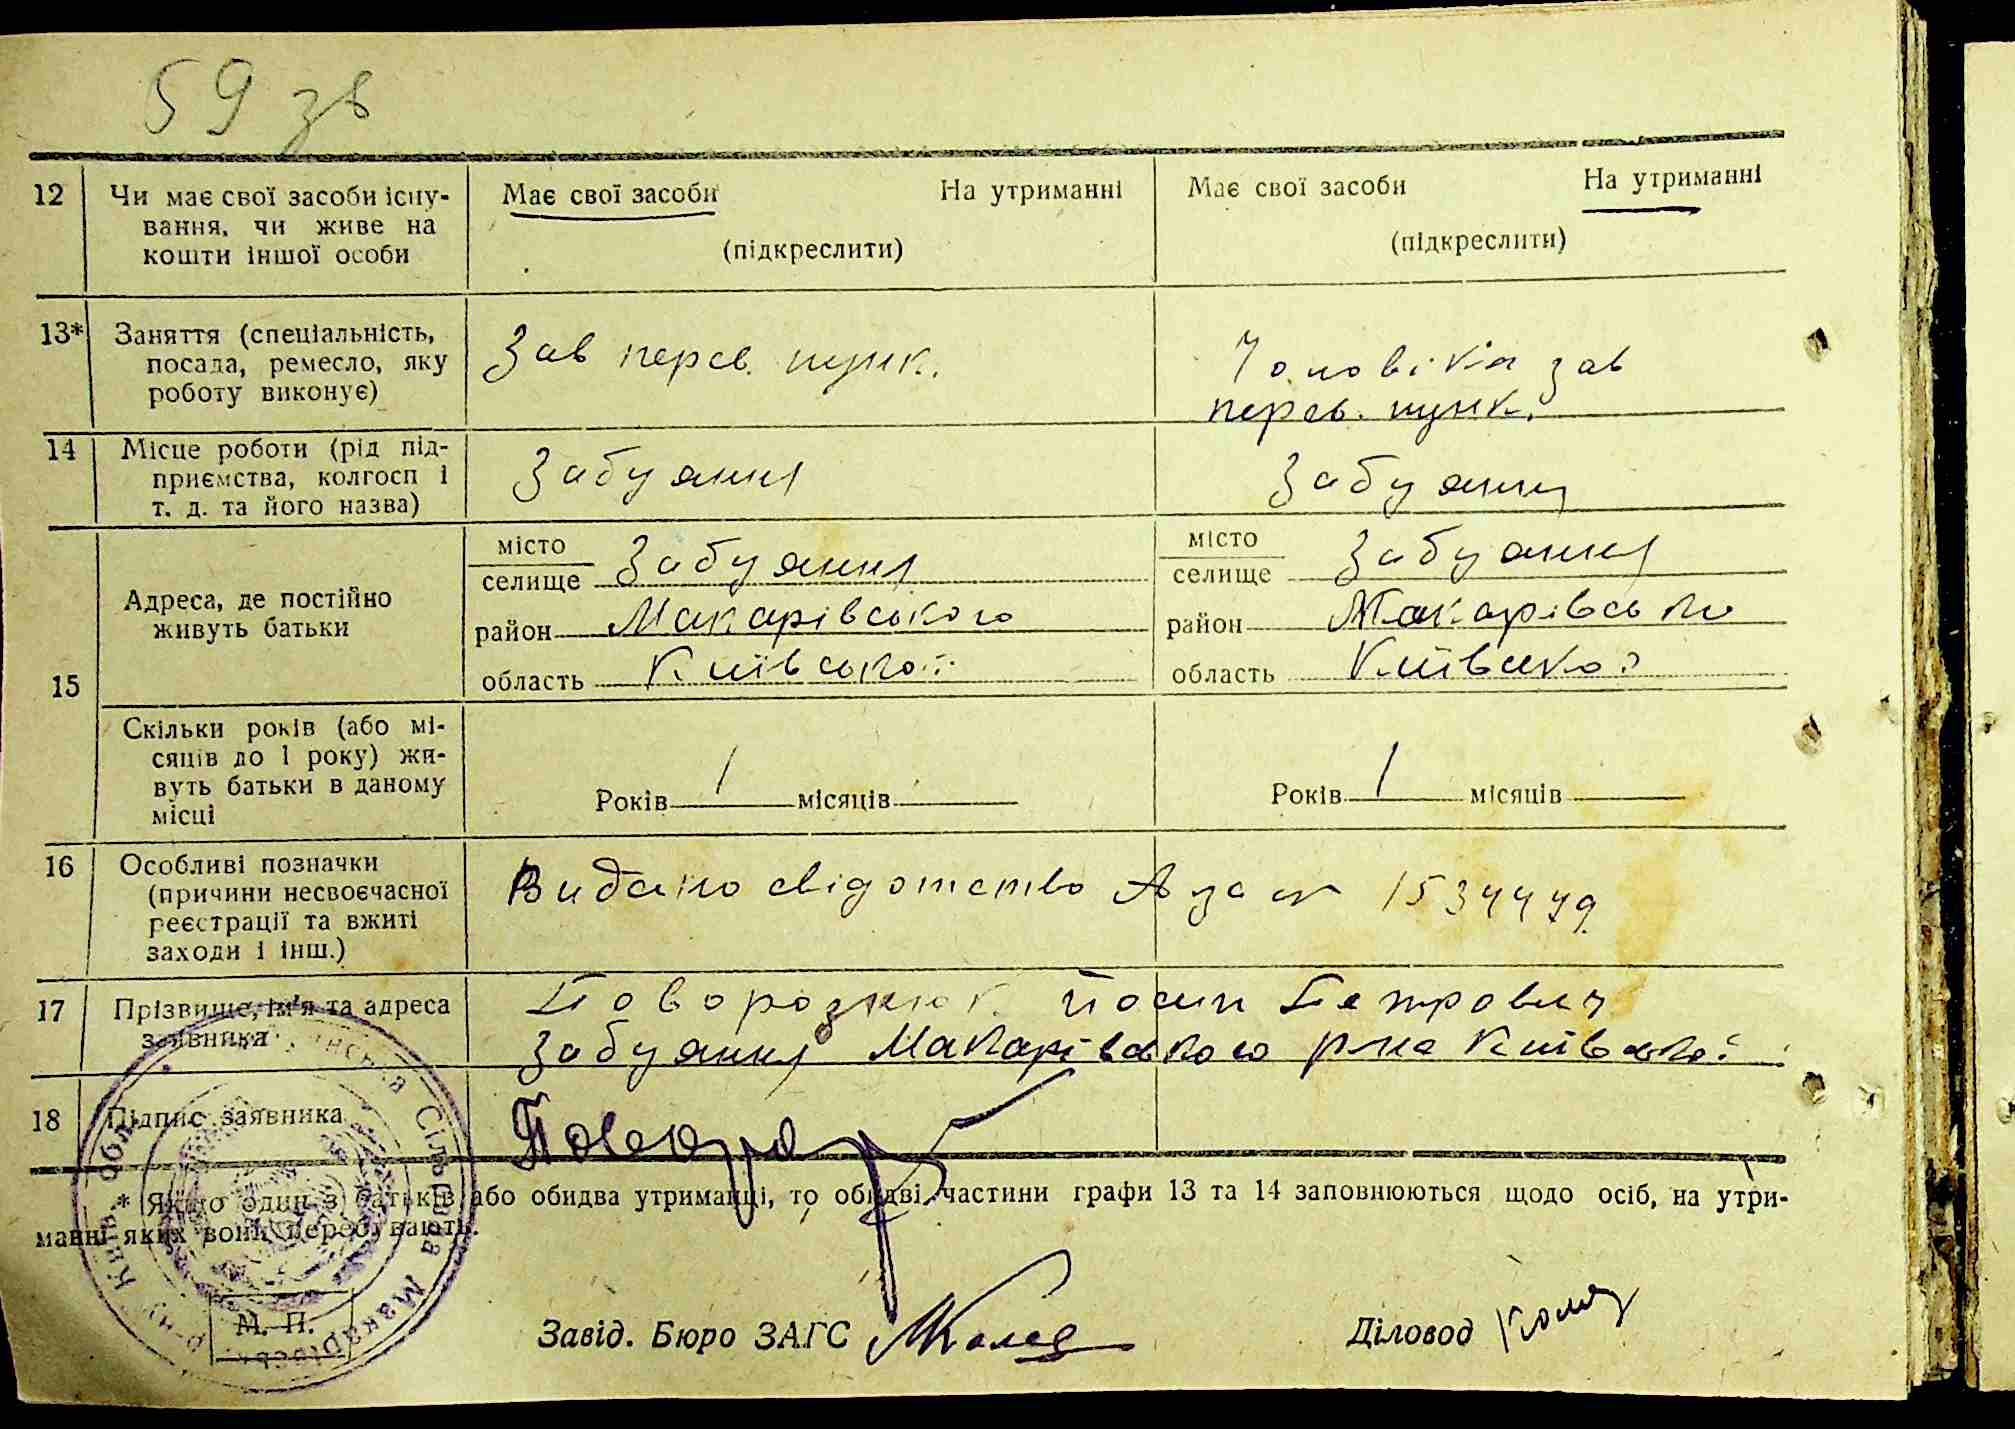 59 зв
12 Чи має свої засоби існу- Має свої засоби На утриманні Має свої засоби На утриманні
вання, чи живе на
кошти іншої особи (підкреслити) (підкреслити)
13* Заняття (спеціальність,
посада, ремесло, яку Зав перев. пунк. Чоловіка зав
роботу виконує) перев. пунк.
14 Місце роботи (рід під-
приємства, колгосп і Забуяння Забуяння
т. д. та його назва)
15 Адреса, де постійно
живуть батьки
місто місто
селище Забуяння селище Забуяння
район Макарівського район
область Київської область Київської
Скільки років (або мі-
сяців до 1 року) жи-
вуть батьки в даному Років 1 місяців Років 1 місяців
місці
16 Особливі позначки
(причини несвоєчасної Видано за №
реєстрації та вжиті
заходи і інш.)
17 Прізвище, ім'я та адреса Поворознюк Йосип Петрович
заявника Забуяння Макарівського р-на Київської
18 Підпис заявника
* Якщо один з батьків або обидва утриманці, то обидві частини графи 13 та 14 заповнюються щодо осіб, на утри-
манні яких вони перебувають.
М. П.
Завід. Бюро ЗАГС Діловод